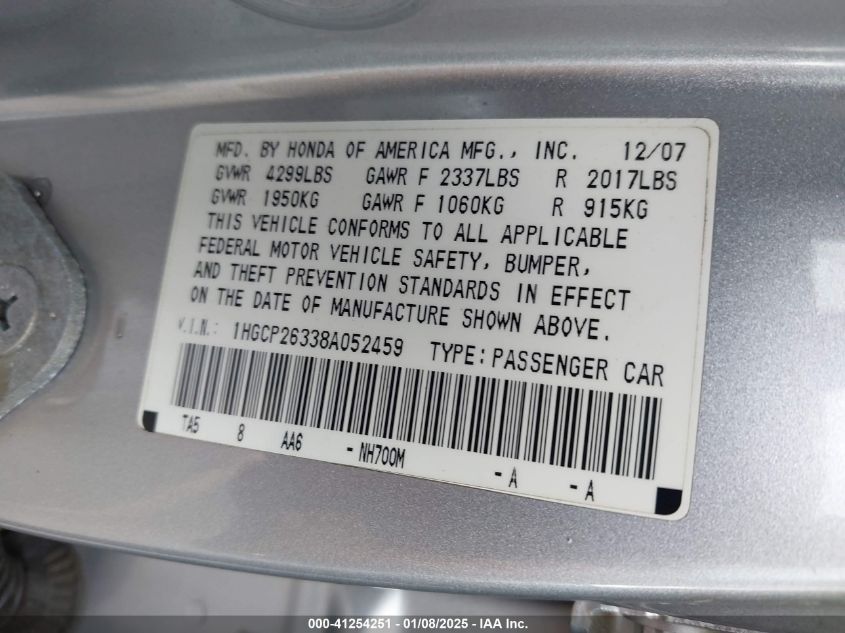 MFD. BY HONDA OF AMERICA MFG., INC. 12/07
GVWR 4299LBS GAWR F 2337LBS R 2017LBS
GVWR 1950KG GAWR F 1060KG R 915KG
THIS VEHICLE CONFORMS TO ALL APPLICABLE
FEDERAL MOTOR VEHICLE SAFETY, BUMPER,
AND THEFT PREVENTION STANDARDS IN EFFECT
ON THE DATE OF MANUFACTURE SHOWN ABOVE.
V.I.N.: 1HGCP26338A052459 TYPE: PASSENGER CAR
TA5 8 AA6 - NH700M - A - A
000-41254251 - 01/08/2025 - IAA Inc.